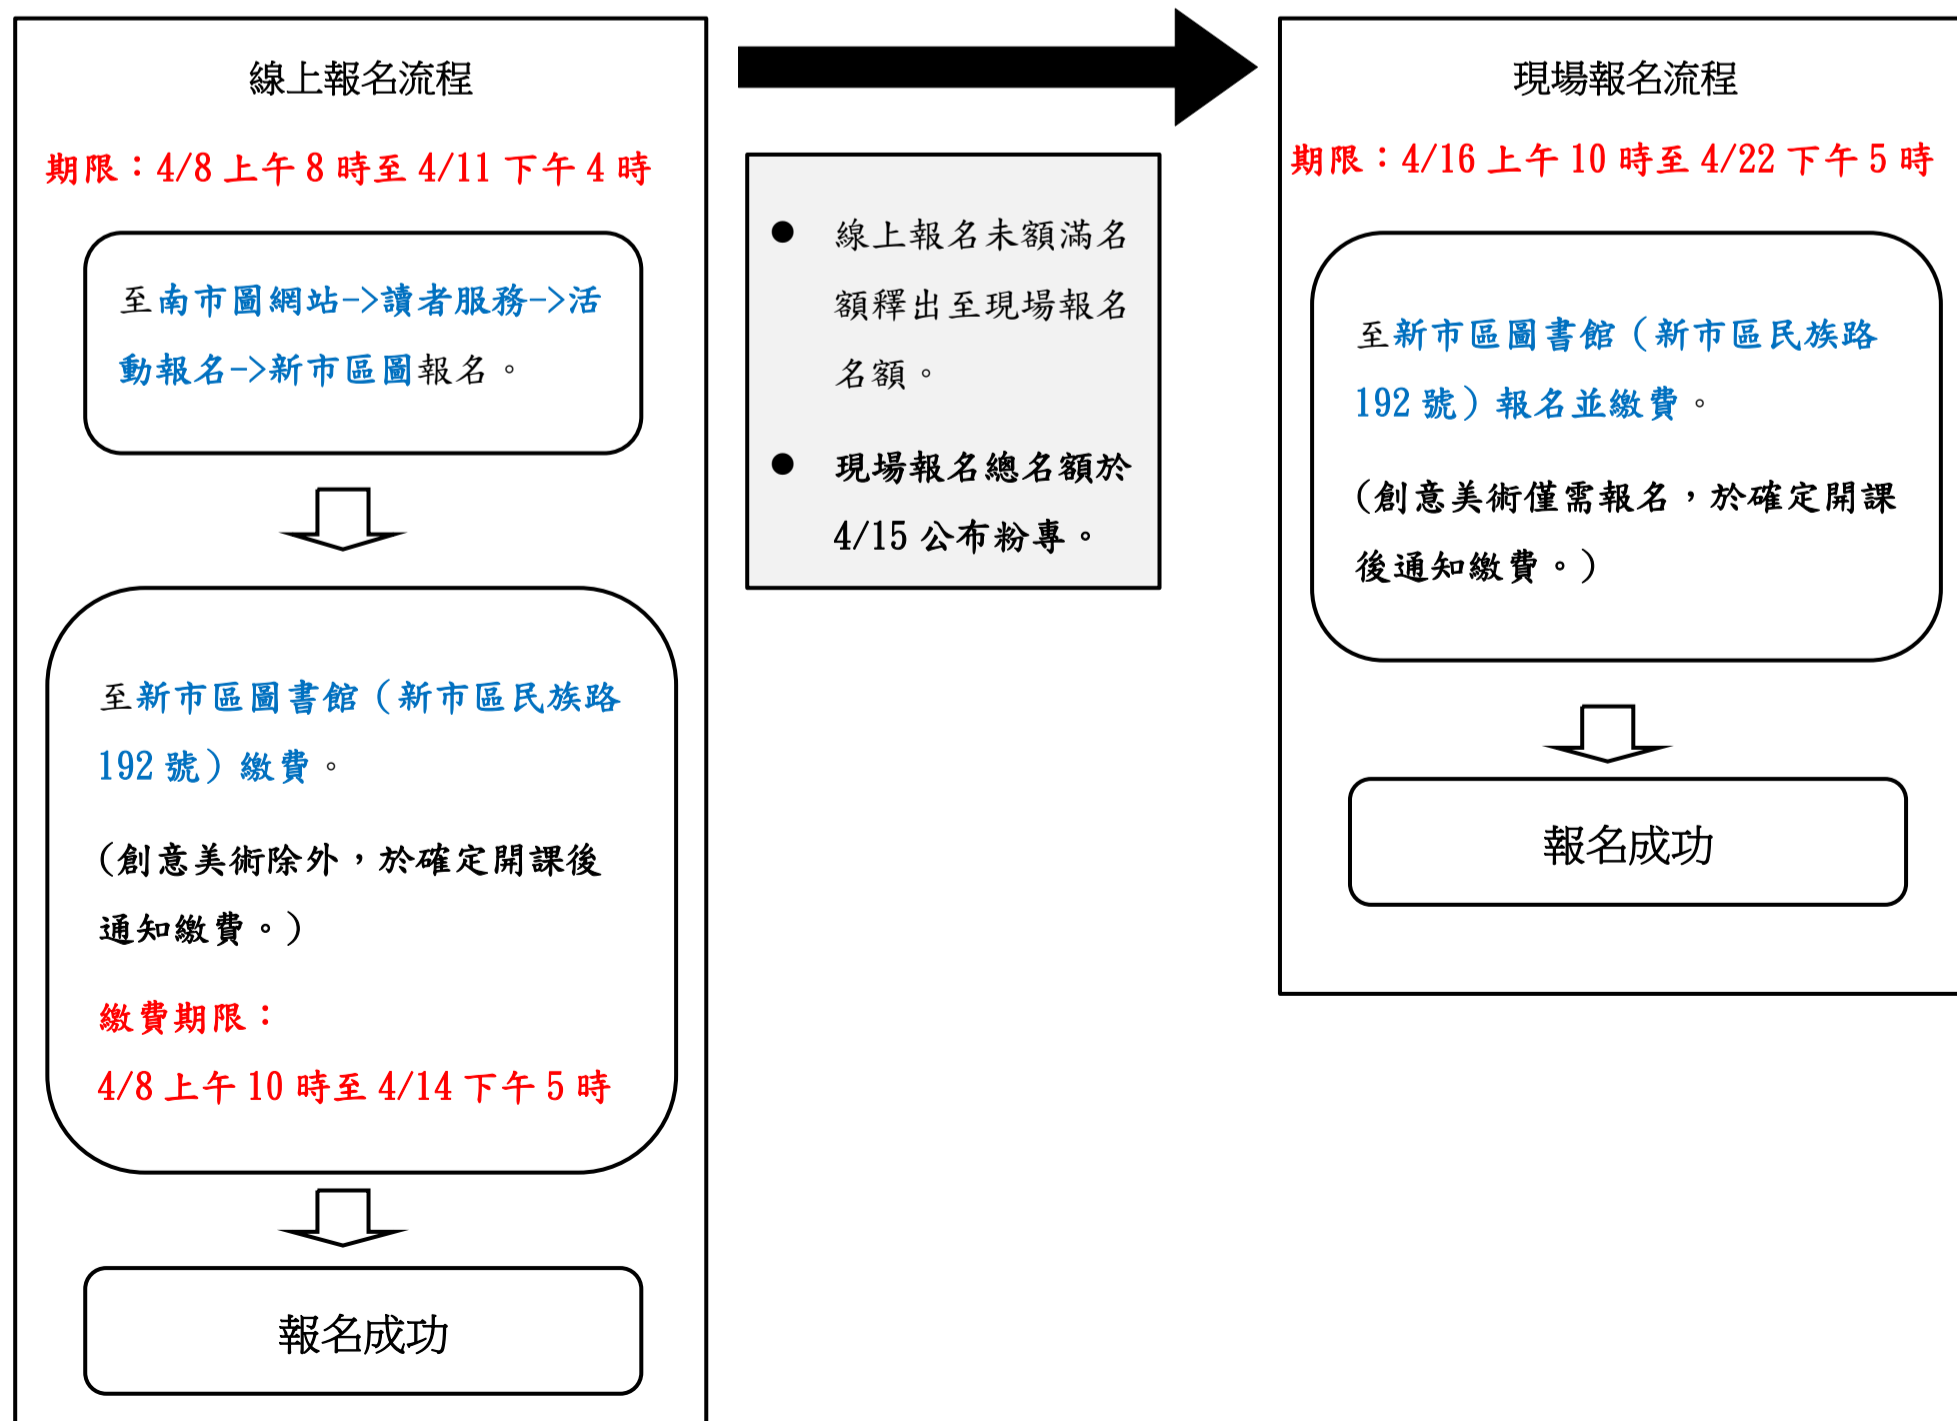 線上報名流程
期限：4/8 上午 8 時至 4/11 下午 4 時
至南市圖網站->讀者服務->活
動報名->新市區圖報名。
至新市區圖書館（新市區民族路
192 號）繳費。
(創意美術除外，於確定開課後
通知繳費。)
繳費期限：
4/8 上午 10 時至 4/14 下午 5 時
報名成功
● 線上報名未額滿名
額釋出至現場報名
名額。
● 現場報名總名額於
4/15 公布粉專。
現場報名流程
期限：4/16 上午 10 時至 4/22 下午 5 時
至新市區圖書館（新市區民族路
192 號）報名並繳費。
(創意美術僅需報名，於確定開課
後通知繳費。)
報名成功